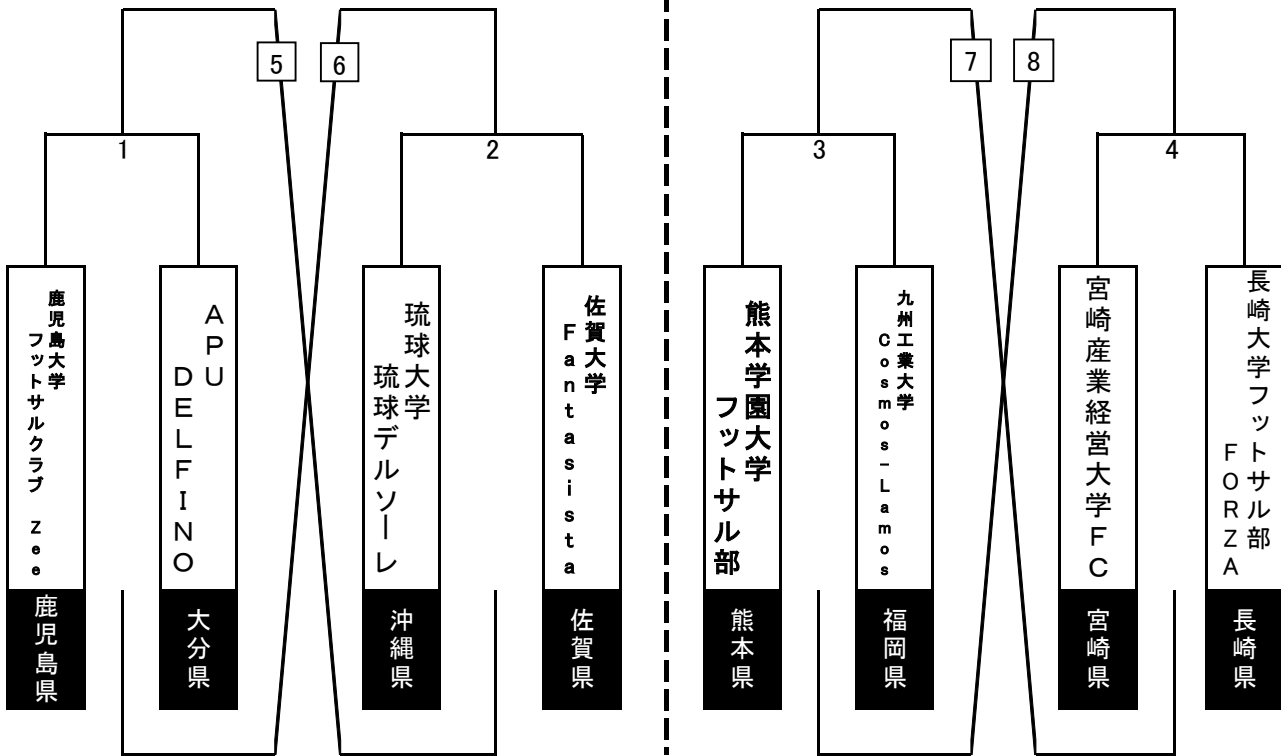 5
6
7
8
1
2
3
4
鹿児島大学
フットサルクラブ Zee
鹿児島県
APU
DELFINO
大分県
琉球大学
琉球デルソーレ
沖縄県
佐賀大学
Fantasista
佐賀県
熊本学園大学
フットサル部
熊本県
九州工業大学
Cosmos-Lamos
福岡県
宮崎産業経営大学FC
宮崎県
長崎大学フットサル部
FORZA
長崎県